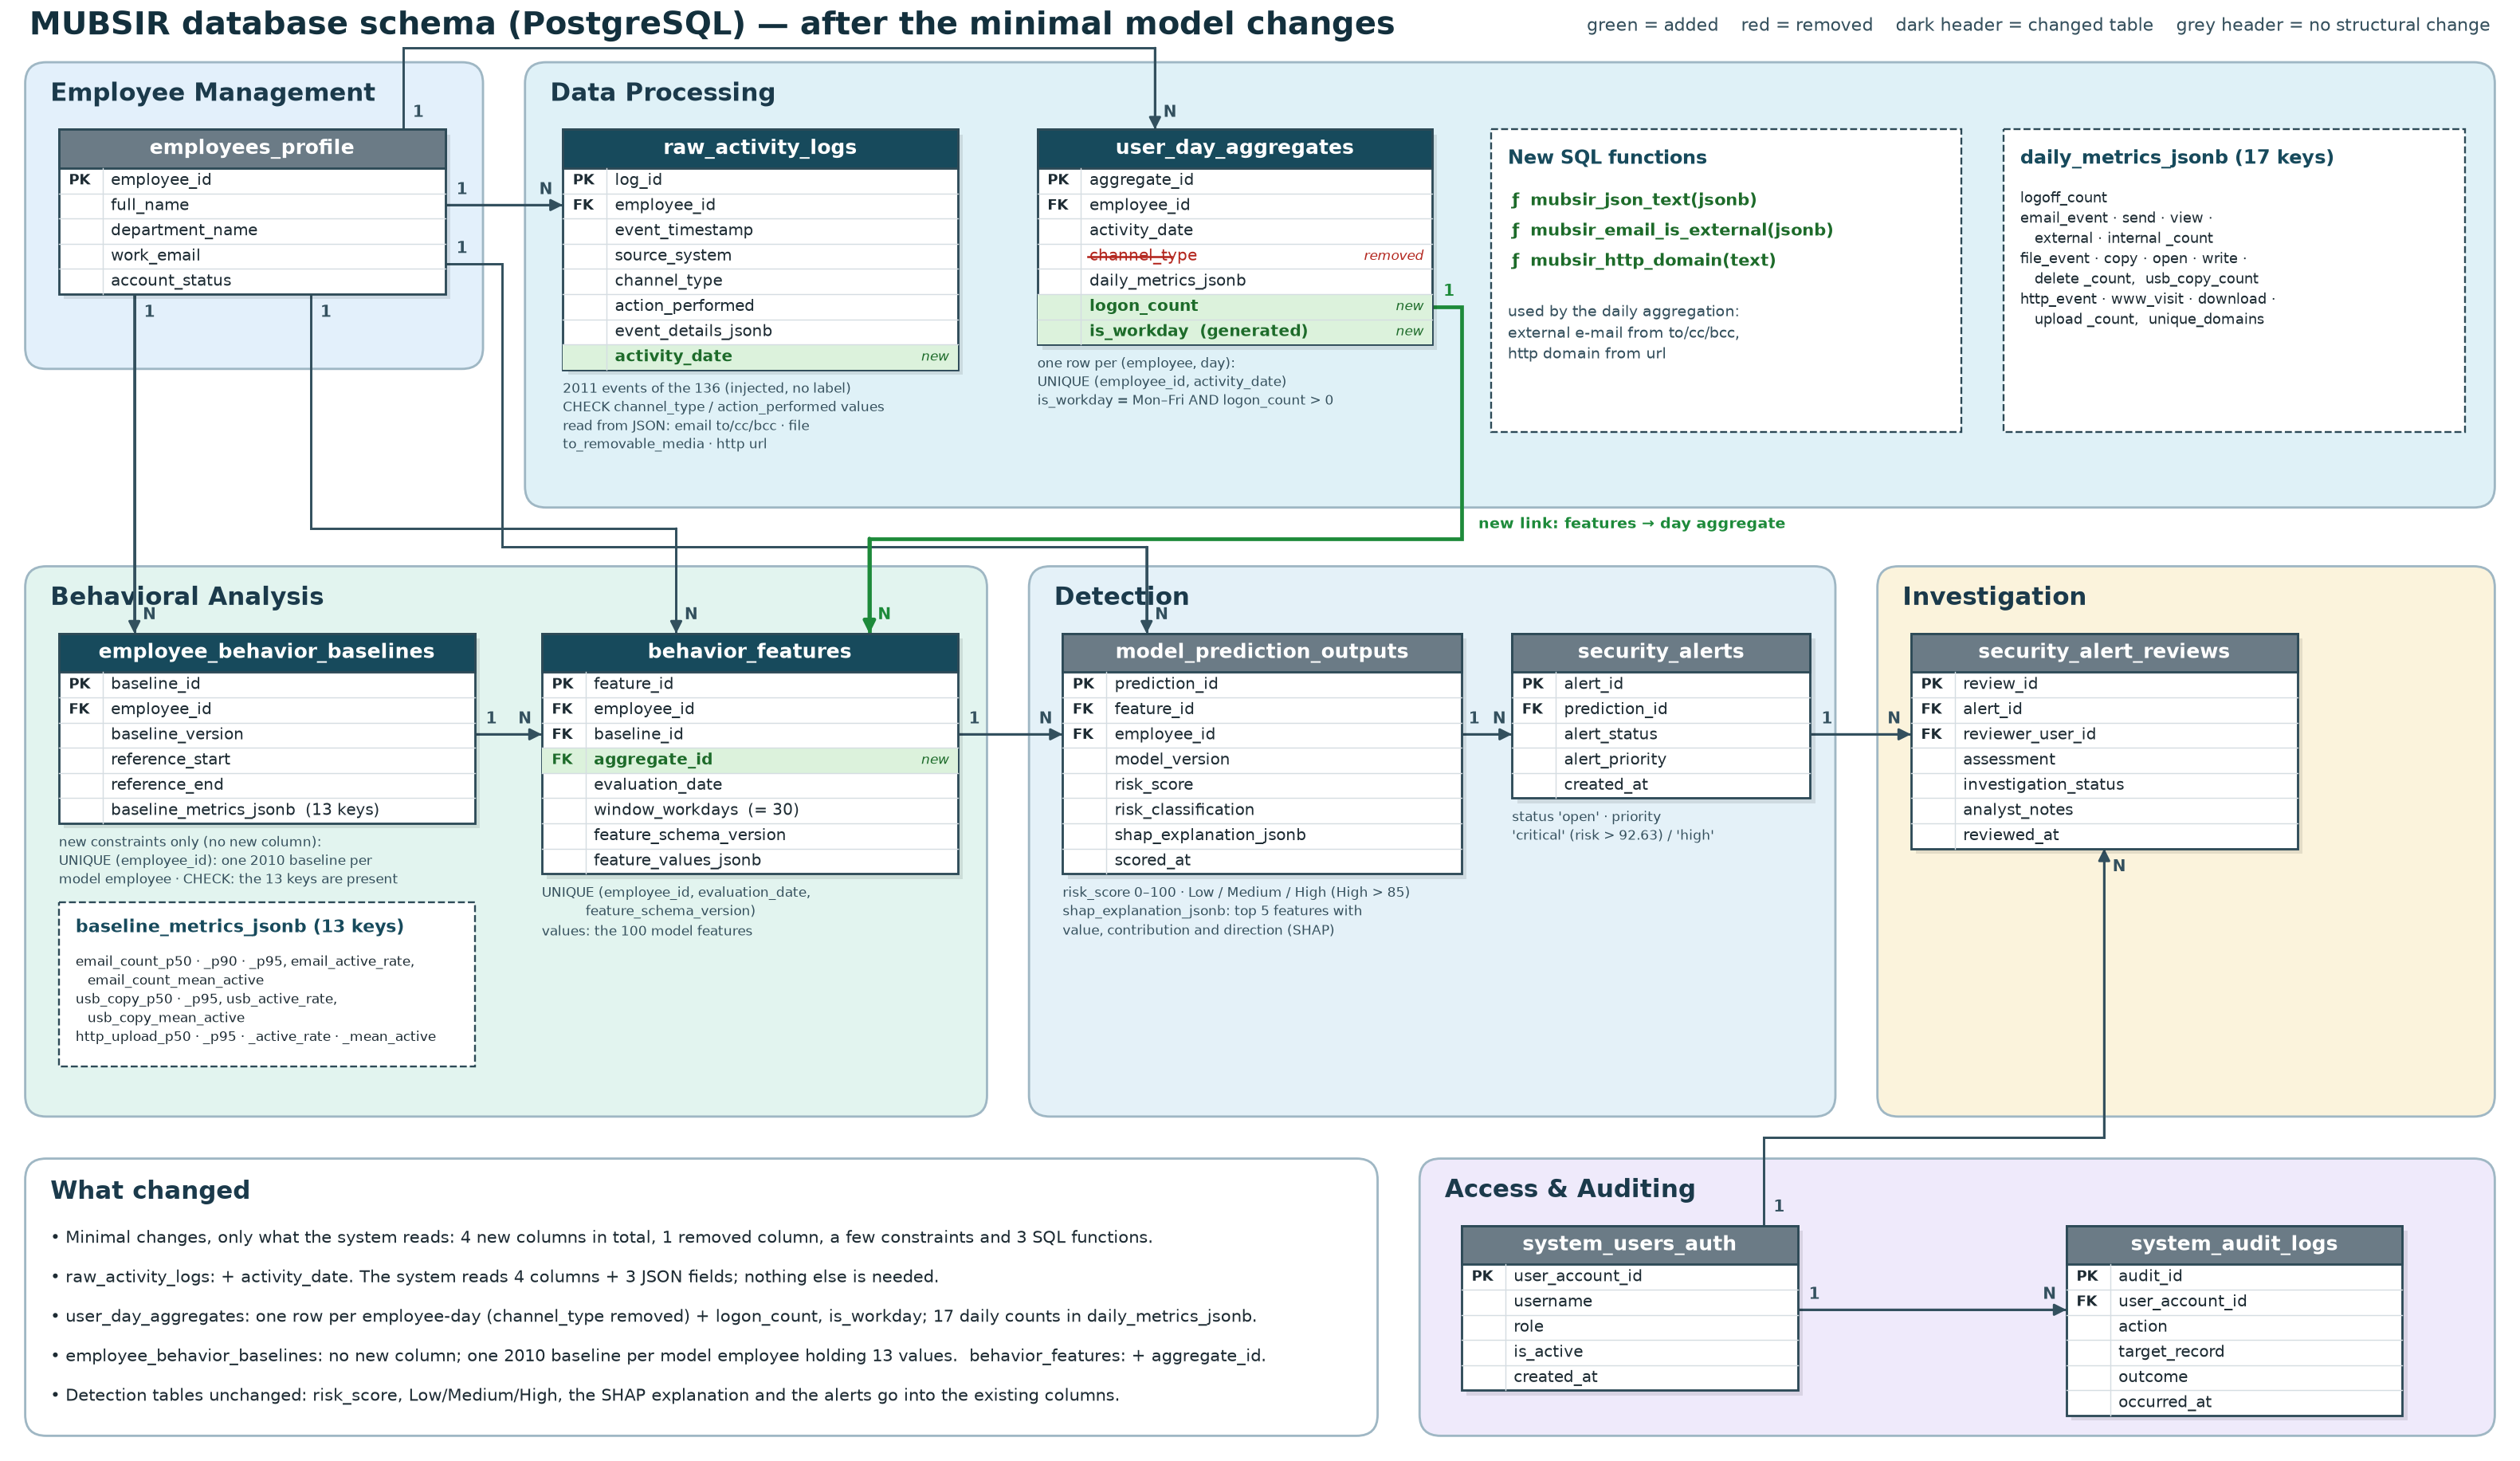 MUBSIR database schema (PostgreSQL) — after the minimal model changes
green = added    red = removed    dark header = changed table    grey header = no structural change
Employee Management
1
employees_profile
PK employee_id
full_name
department_name
work_email
account_status
1
1
1
1
Data Processing
N
raw_activity_logs
PK log_id
FK employee_id
event_timestamp
source_system
channel_type
action_performed
event_details_jsonb
activity_date new
2011 events of the 136 (injected, no label)
CHECK channel_type / action_performed values
read from JSON: email to/cc/bcc · file
to_removable_media · http url
N
user_day_aggregates
PK aggregate_id
FK employee_id
activity_date
channel_type removed
daily_metrics_jsonb
logon_count new
is_workday  (generated) new
1
one row per (employee, day):
UNIQUE (employee_id, activity_date)
is_workday = Mon–Fri AND logon_count > 0
New SQL functions
ƒ mubsir_json_text(jsonb)
ƒ mubsir_email_is_external(jsonb)
ƒ mubsir_http_domain(text)
used by the daily aggregation:
external e-mail from to/cc/bcc,
http domain from url
daily_metrics_jsonb (17 keys)
logoff_count
email_event · send · view ·
external · internal _count
file_event · copy · open · write ·
delete _count,  usb_copy_count
http_event · www_visit · download ·
upload _count,  unique_domains
new link: features → day aggregate
Behavioral Analysis
N
employee_behavior_baselines
PK baseline_id
FK employee_id
baseline_version
reference_start
reference_end
baseline_metrics_jsonb  (13 keys)
1
new constraints only (no new column):
UNIQUE (employee_id): one 2010 baseline per
model employee · CHECK: the 13 keys are present
baseline_metrics_jsonb (13 keys)
email_count_p50 · _p90 · _p95, email_active_rate,
email_count_mean_active
usb_copy_p50 · _p95, usb_active_rate,
usb_copy_mean_active
http_upload_p50 · _p95 · _active_rate · _mean_active
N
N
N
behavior_features
PK feature_id
FK employee_id
FK baseline_id
FK aggregate_id new
evaluation_date
window_workdays  (= 30)
feature_schema_version
feature_values_jsonb
1
UNIQUE (employee_id, evaluation_date,
feature_schema_version)
values: the 100 model features
Detection
N
N
model_prediction_outputs
PK prediction_id
FK feature_id
FK employee_id
model_version
risk_score
risk_classification
shap_explanation_jsonb
scored_at
1
risk_score 0–100 · Low / Medium / High (High > 85)
shap_explanation_jsonb: top 5 features with
value, contribution and direction (SHAP)
N
security_alerts
PK alert_id
FK prediction_id
alert_status
alert_priority
created_at
1
status 'open' · priority
'critical' (risk > 92.63) / 'high'
Investigation
N
security_alert_reviews
PK review_id
FK alert_id
FK reviewer_user_id
assessment
investigation_status
analyst_notes
reviewed_at
N
What changed
• Minimal changes, only what the system reads: 4 new columns in total, 1 removed column, a few constraints and 3 SQL functions.
• raw_activity_logs: + activity_date. The system reads 4 columns + 3 JSON fields; nothing else is needed.
• user_day_aggregates: one row per employee-day (channel_type removed) + logon_count, is_workday; 17 daily counts in daily_metrics_jsonb.
• employee_behavior_baselines: no new column; one 2010 baseline per model employee holding 13 values.  behavior_features: + aggregate_id.
• Detection tables unchanged: risk_score, Low/Medium/High, the SHAP explanation and the alerts go into the existing columns.
Access & Auditing
1
system_users_auth
PK user_account_id
username
role
is_active
created_at
1
N
system_audit_logs
PK audit_id
FK user_account_id
action
target_record
outcome
occurred_at